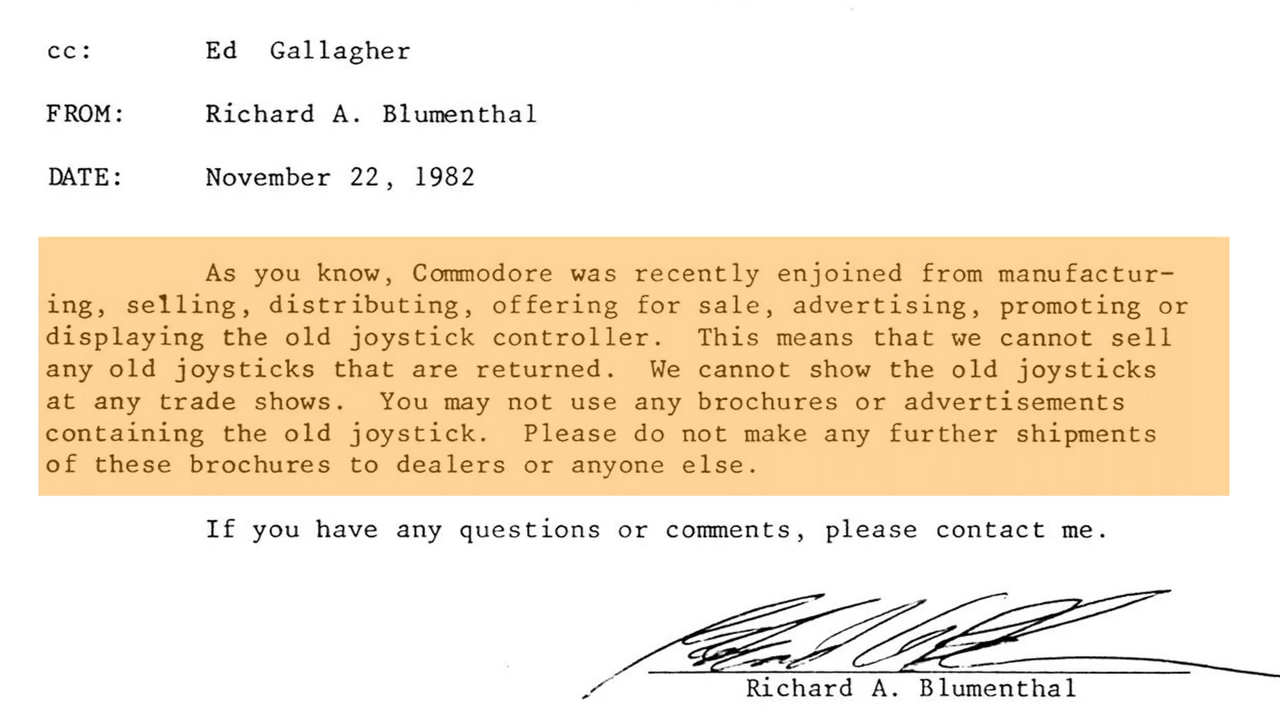 cc: Ed Gallagher
FROM: Richard A. Blumenthal
DATE: November 22, 1982
As you know, Commodore was recently enjoined from manufactur-
ing, selling, distributing, offering for sale, advertising, promoting or
displaying the old joystick controller. This means that we cannot sell
any old joysticks that are returned. We cannot show the old joysticks
at any trade shows. You may not use any brochures or advertisements
containing the old joystick. Please do not make any further shipments
of these brochures to dealers or anyone else.
If you have any questions or comments, please contact me.
Richard A. Blumenthal